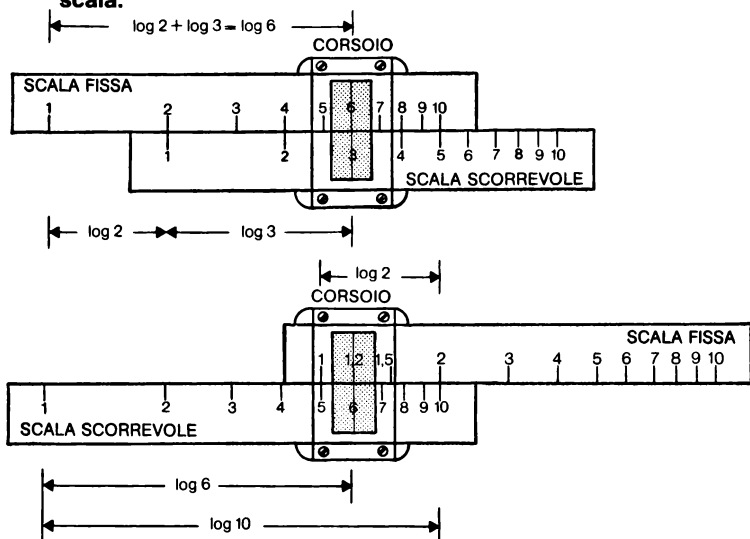 scala.
log 2 + log 3 = log 6
CORSOIO
SCALA FISSA
1 2 3 4 5 6 7 8 9 10
1 2 3 4 5 6 7 8 9 10
SCALA SCORREVOLE
log 2 log 3
log 2
CORSOIO
SCALA FISSA
1 1,2 1,5 2 3 4 5 6 7 8 9 10
1 2 3 4 5 6 7 8 9 10
SCALA SCORREVOLE
log 6
log 10